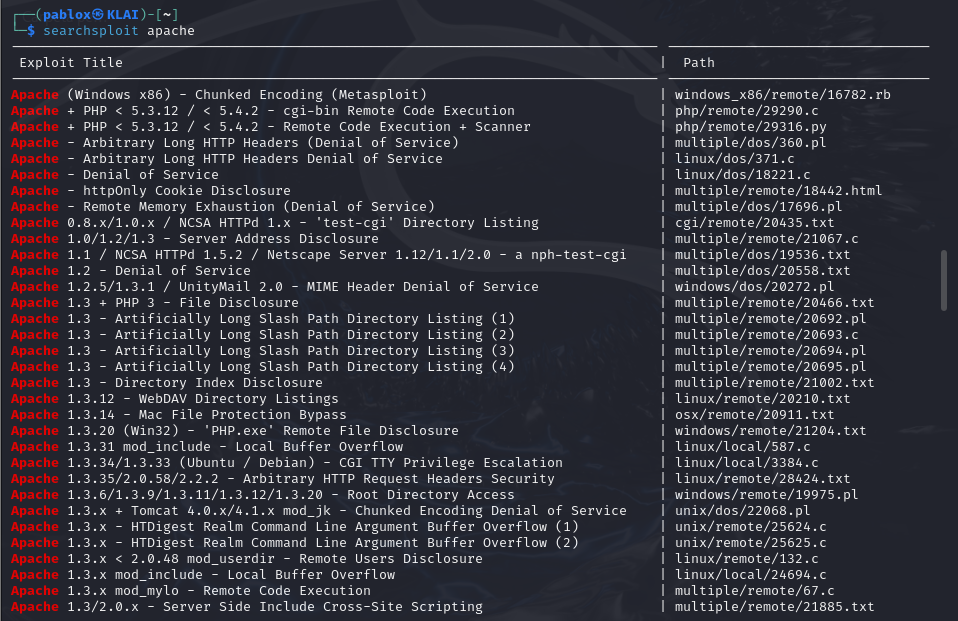 ┌──(pablox㉿KLAI)-[~]
└─$ searchsploit apache
Exploit Title | Path
Apache (Windows x86) - Chunked Encoding (Metasploit) | windows_x86/remote/16782.rb
Apache + PHP < 5.3.12 / < 5.4.2 - cgi-bin Remote Code Execution | php/remote/29290.c
Apache + PHP < 5.3.12 / < 5.4.2 - Remote Code Execution + Scanner | php/remote/29316.py
Apache - Arbitrary Long HTTP Headers (Denial of Service) | multiple/dos/360.pl
Apache - Arbitrary Long HTTP Headers Denial of Service | linux/dos/371.c
Apache - Denial of Service | linux/dos/18221.c
Apache - httpOnly Cookie Disclosure | multiple/remote/18442.html
Apache - Remote Memory Exhaustion (Denial of Service) | multiple/dos/17696.pl
Apache 0.8.x/1.0.x / NCSA HTTPd 1.x - 'test-cgi' Directory Listing | cgi/remote/20435.txt
Apache 1.0/1.2/1.3 - Server Address Disclosure | multiple/remote/21067.c
Apache 1.1 / NCSA HTTPd 1.5.2 / Netscape Server 1.12/1.1/2.0 - a nph-test-cgi | multiple/dos/19536.txt
Apache 1.2 - Denial of Service | multiple/dos/20558.txt
Apache 1.2.5/1.3.1 / UnityMail 2.0 - MIME Header Denial of Service | windows/dos/20272.pl
Apache 1.3 + PHP 3 - File Disclosure | multiple/remote/20466.txt
Apache 1.3 - Artificially Long Slash Path Directory Listing (1) | multiple/remote/20692.pl
Apache 1.3 - Artificially Long Slash Path Directory Listing (2) | multiple/remote/20693.c
Apache 1.3 - Artificially Long Slash Path Directory Listing (3) | multiple/remote/20694.pl
Apache 1.3 - Artificially Long Slash Path Directory Listing (4) | multiple/remote/20695.pl
Apache 1.3 - Directory Index Disclosure | multiple/remote/21002.txt
Apache 1.3.12 - WebDAV Directory Listings | linux/remote/20210.txt
Apache 1.3.14 - Mac File Protection Bypass | osx/remote/20911.txt
Apache 1.3.20 (Win32) - 'PHP.exe' Remote File Disclosure | windows/remote/21204.txt
Apache 1.3.31 mod_include - Local Buffer Overflow | linux/local/587.c
Apache 1.3.34/1.3.33 (Ubuntu / Debian) - CGI TTY Privilege Escalation | linux/local/3384.c
Apache 1.3.35/2.0.58/2.2.2 - Arbitrary HTTP Request Headers Security | linux/remote/28424.txt
Apache 1.3.6/1.3.9/1.3.11/1.3.12/1.3.20 - Root Directory Access | windows/remote/19975.pl
Apache 1.3.x + Tomcat 4.0.x/4.1.x mod_jk - Chunked Encoding Denial of Service | unix/dos/22068.pl
Apache 1.3.x - HTDigest Realm Command Line Argument Buffer Overflow (1) | unix/remote/25624.c
Apache 1.3.x - HTDigest Realm Command Line Argument Buffer Overflow (2) | unix/remote/25625.c
Apache 1.3.x < 2.0.48 mod_userdir - Remote Users Disclosure | linux/remote/132.c
Apache 1.3.x mod_include - Local Buffer Overflow | linux/local/24694.c
Apache 1.3.x mod_mylo - Remote Code Execution | multiple/remote/67.c
Apache 1.3/2.0.x - Server Side Include Cross-Site Scripting | multiple/remote/21885.txt